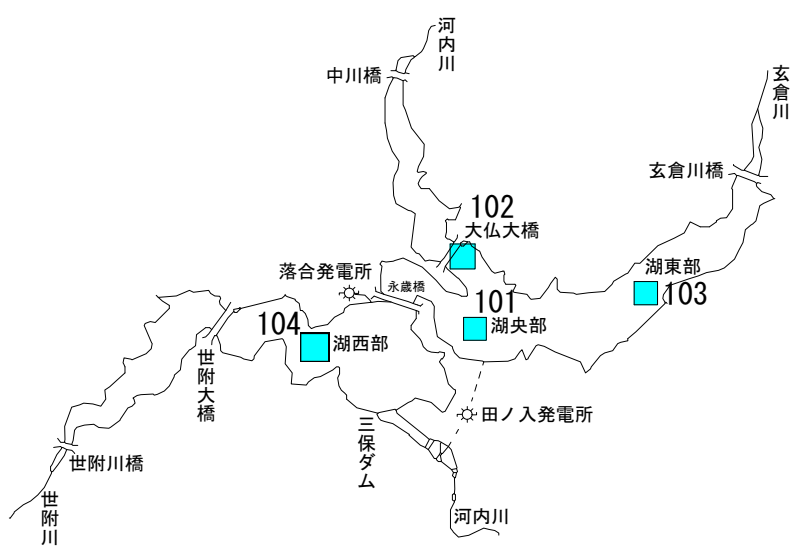 河内川
中川橋
玄倉川
玄倉川橋
102
大仏大橋
落合発電所
永歳橋
湖東部
103
101
湖央部
104
湖西部
世附大橋
三保ダム
田ノ入発電所
世附川橋
世附川
河内川